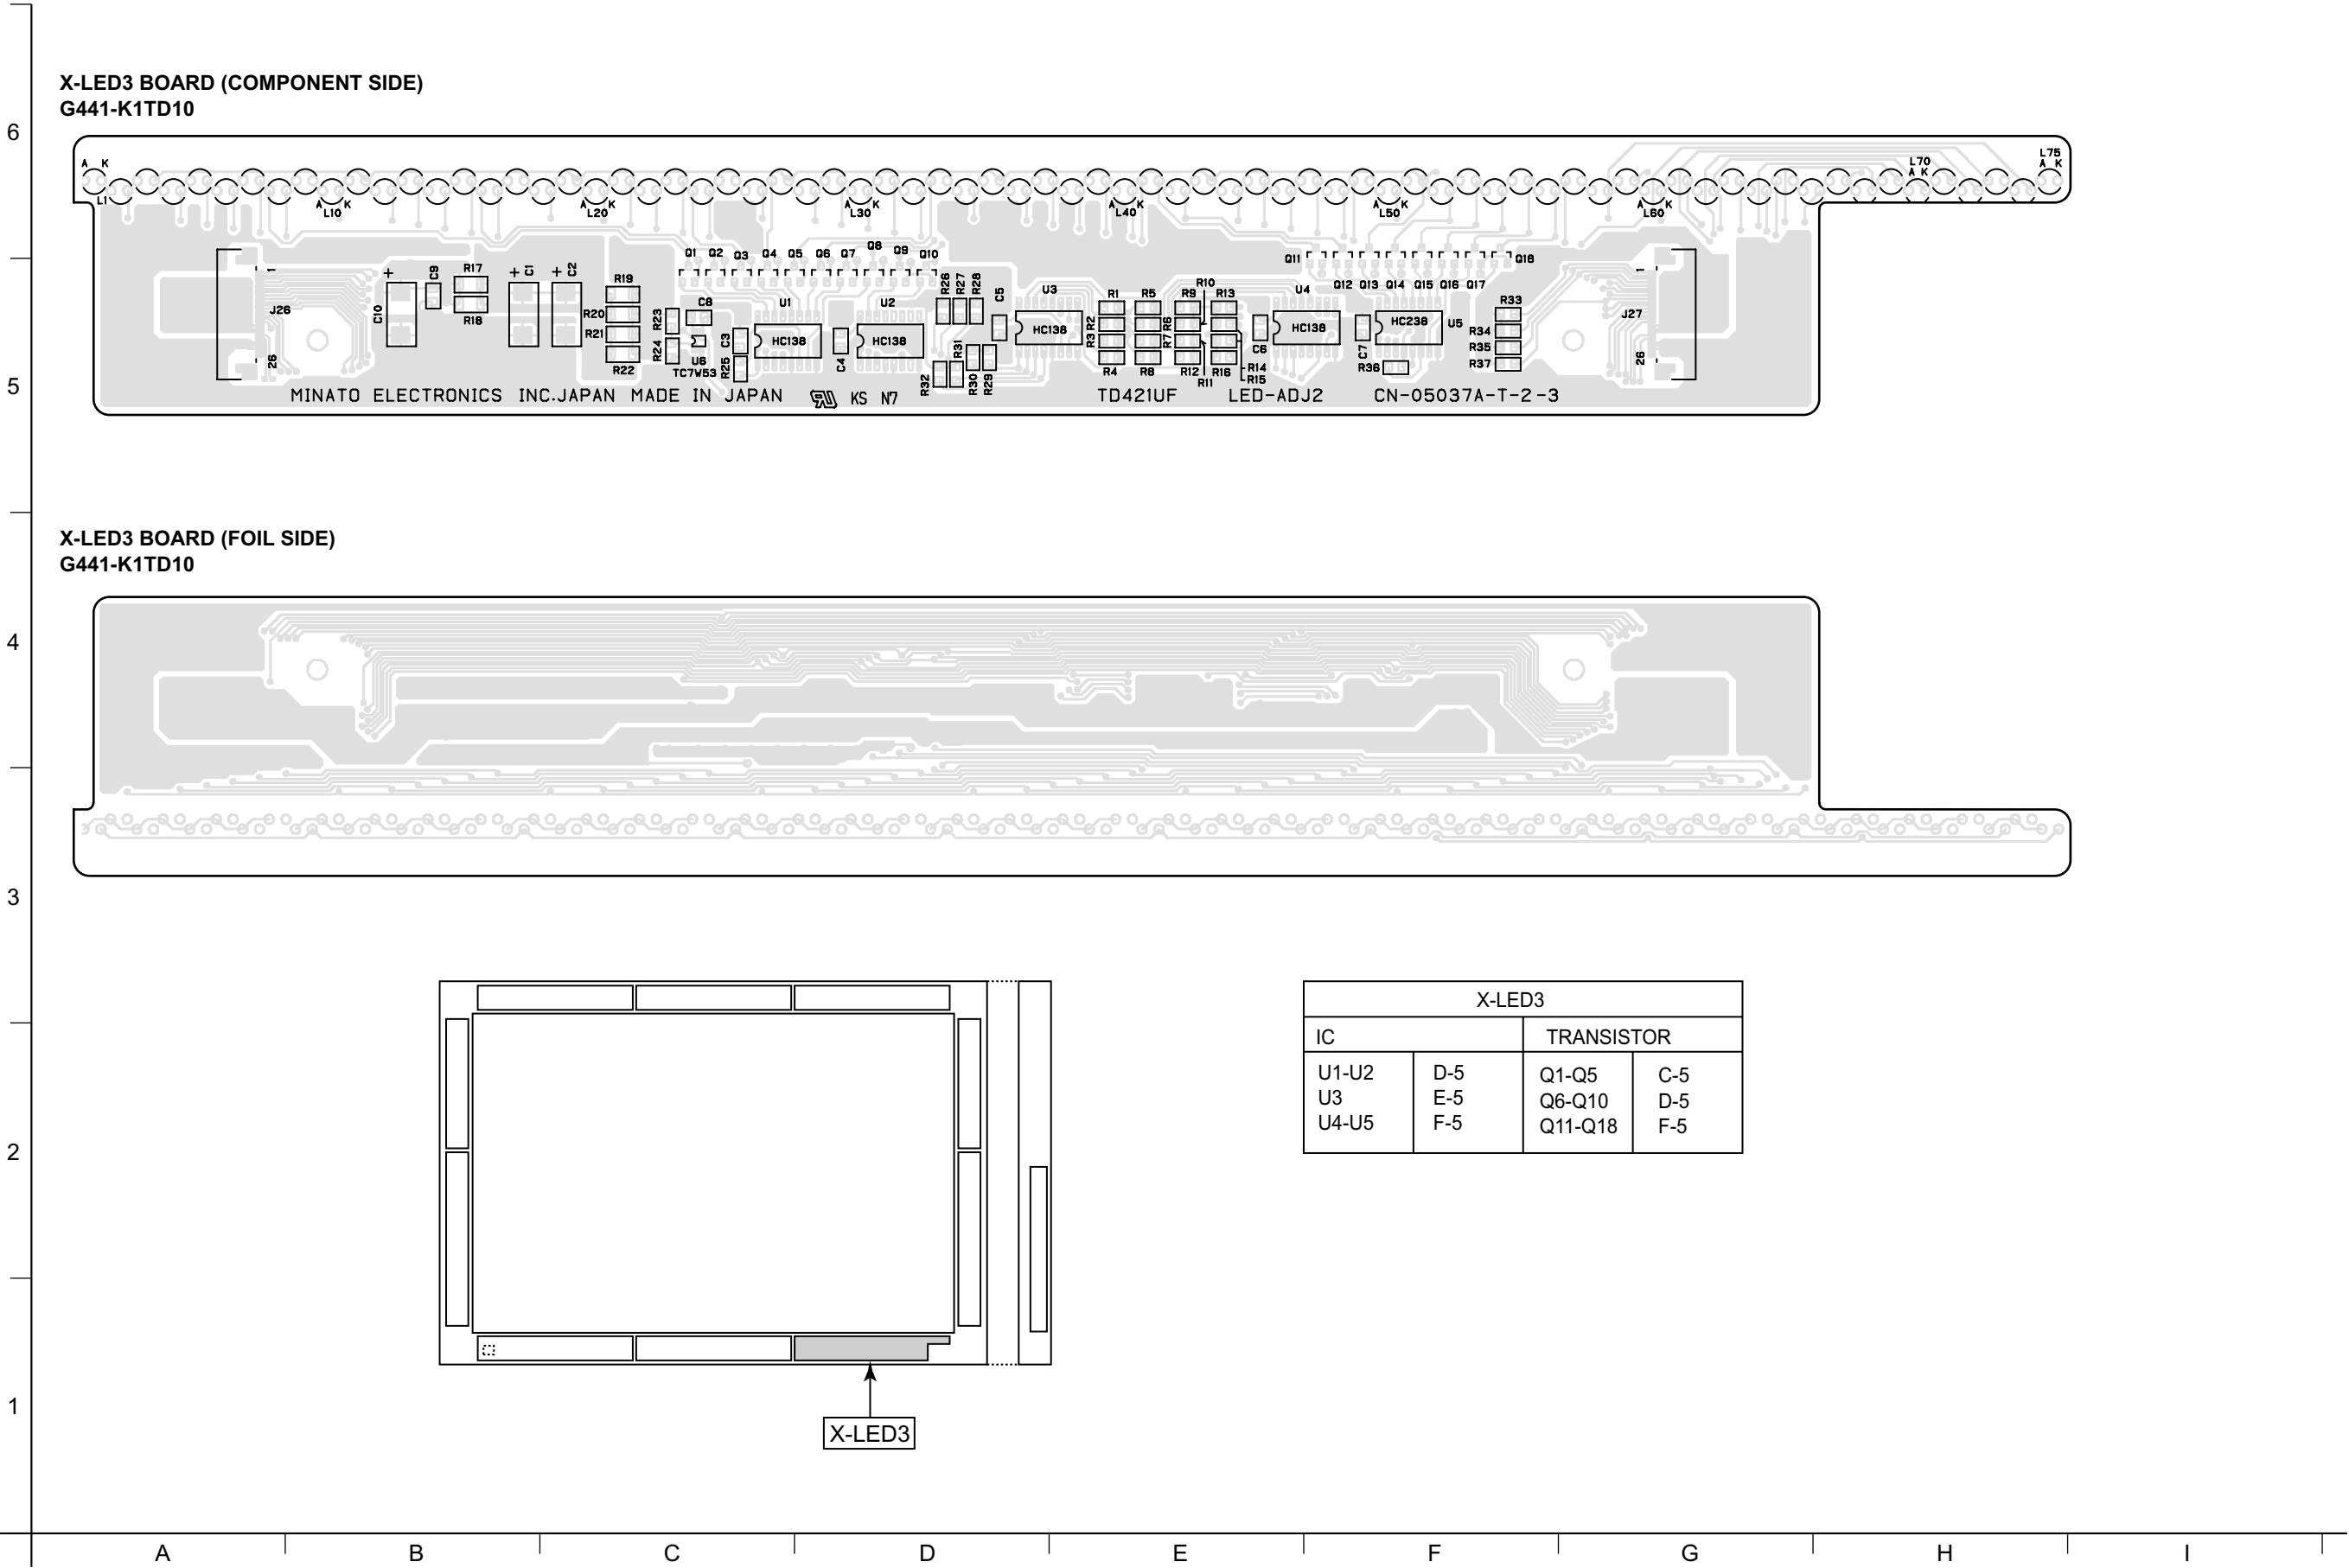 X-LED3 BOARD (COMPONENT SIDE)
G441-K1TD10
6
A K
L1
A L10 K
A L20 K
A L30 K
A L40 K
A L50 K
A L60 K
L70
A K
L75
A K
J26
1
26
C10
+
C9
R17
R18
+
C1
+
C2
R19
R20
R21
R22
R23
R24
C8
U6
TC7W53
R25
C3
Q1 Q2 Q3 Q4 Q5 Q6 Q7 Q8 Q9 Q10
U1
HC138
C4
U2
HC138
R26
R27
R28
C5
R32
R31
R30
R29
U3
HC138
R1
R2
R3
R4
R5
R6
R7
R8
R9
R10
R11
R12
R13
R14
R15
R16
C6
U4
HC138
Q11
Q12 Q13 Q14 Q15 Q16 Q17
Q18
C7
HC238
U5
R36
R33
R34
R35
R37
J27
1
26
5
MINATO ELECTRONICS INC.JAPAN MADE IN JAPAN KS N7 TD421UF LED-ADJ2 CN-05037A-T-2-3
X-LED3 BOARD (FOIL SIDE)
G441-K1TD10
4
3
X-LED3
IC TRANSISTOR
U1-U2 D-5 Q1-Q5 C-5
U3 E-5 Q6-Q10 D-5
U4-U5 F-5 Q11-Q18 F-5
2
1
X-LED3
A B C D E F G H I